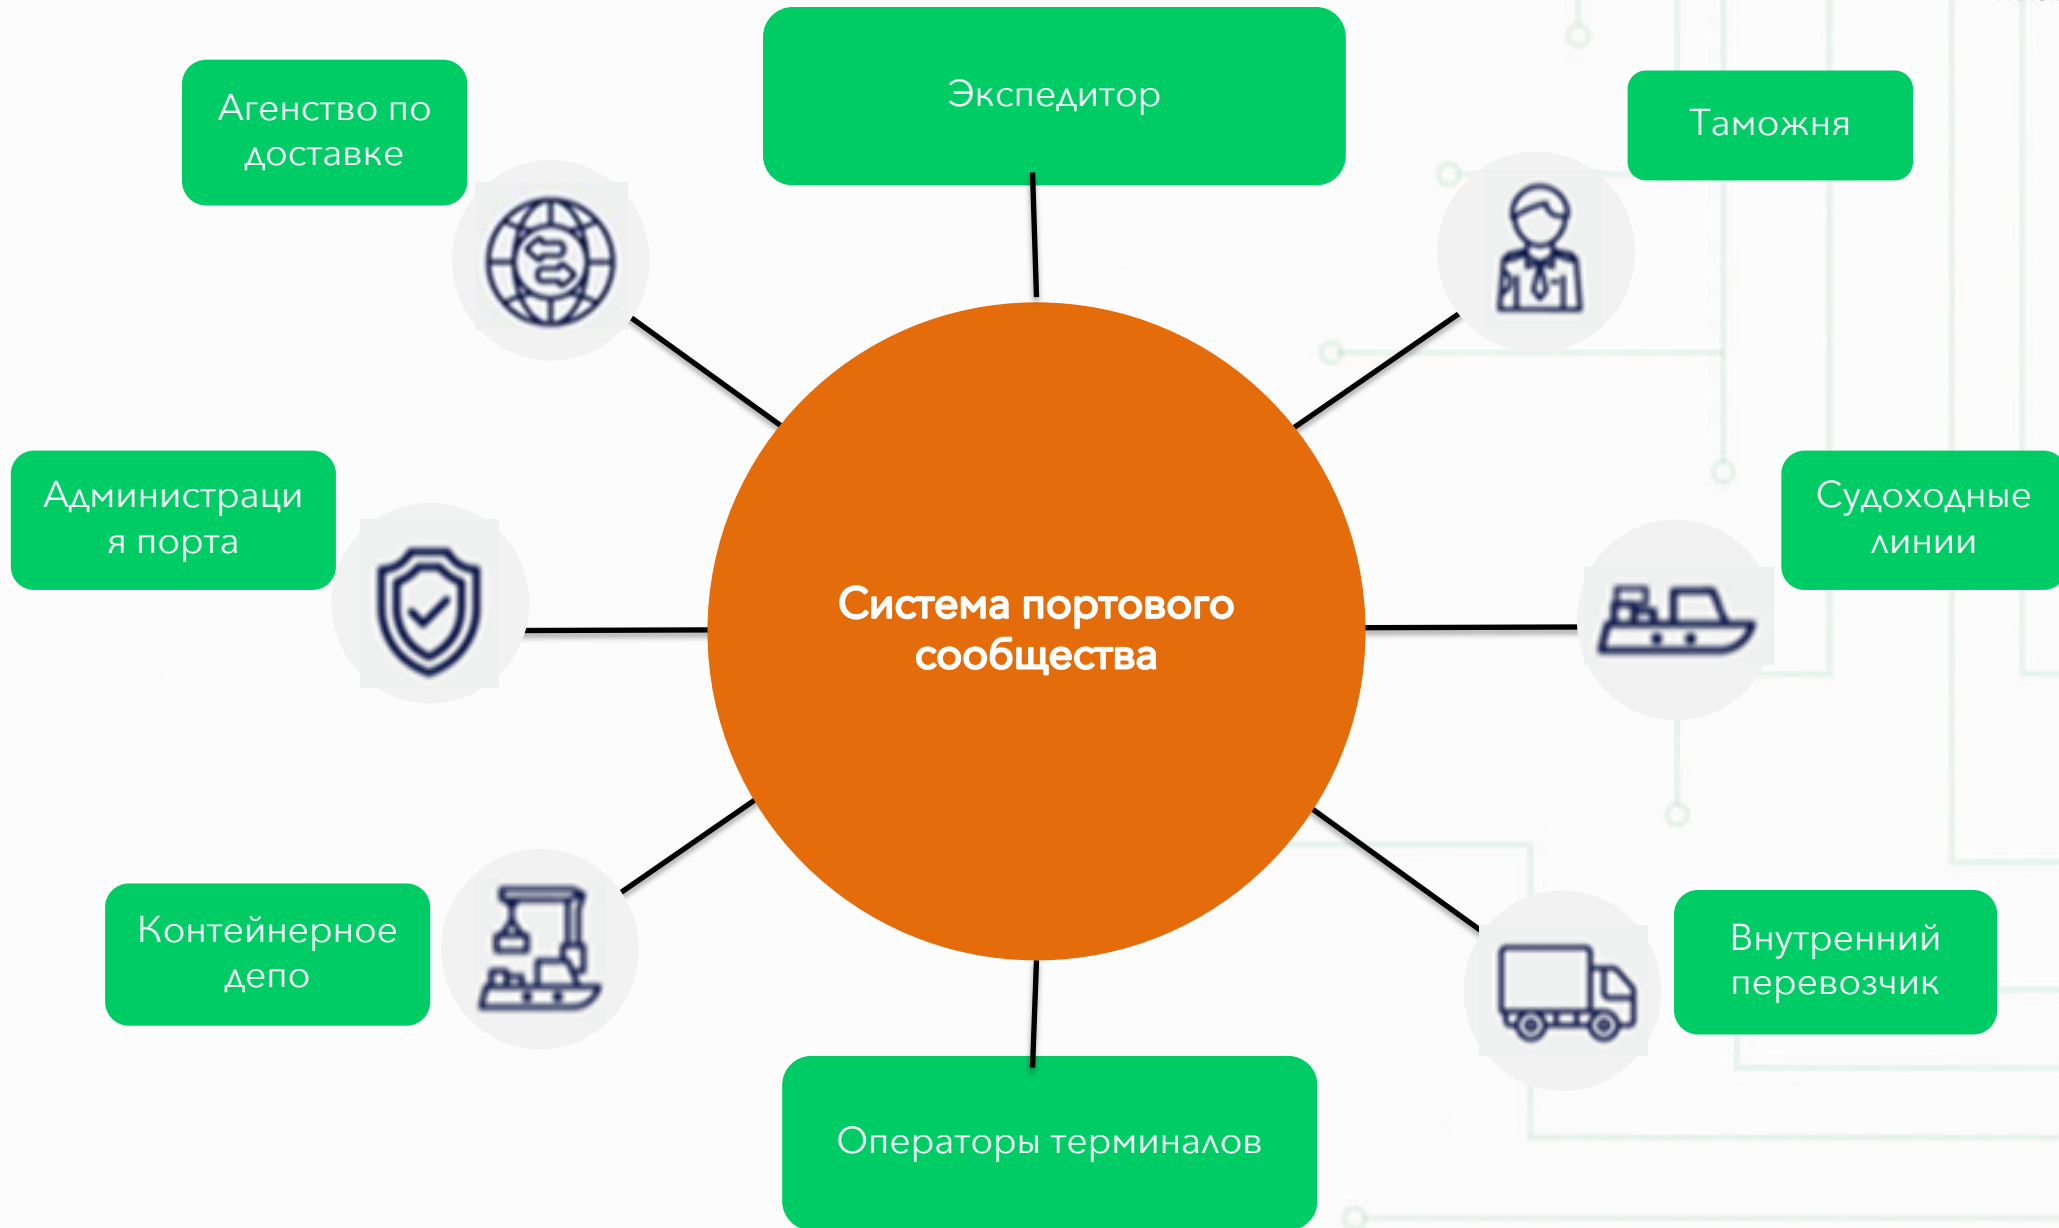 Экспедитор
Агенство по
доставке
Таможня
Администраци
я порта
Судоходные
линии
Система портового
сообщества
Контейнерное
депо
Внутренний
перевозчик
Операторы терминалов